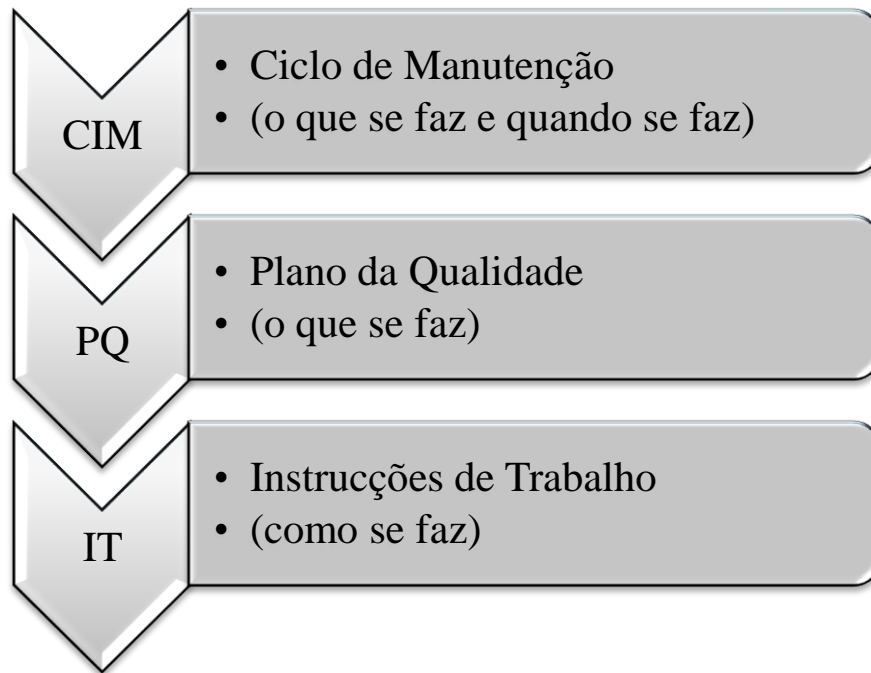 CIM
• Ciclo de Manutenção
• (o que se faz e quando se faz)
PQ
• Plano da Qualidade
• (o que se faz)
IT
• Instrucções de Trabalho
• (como se faz)